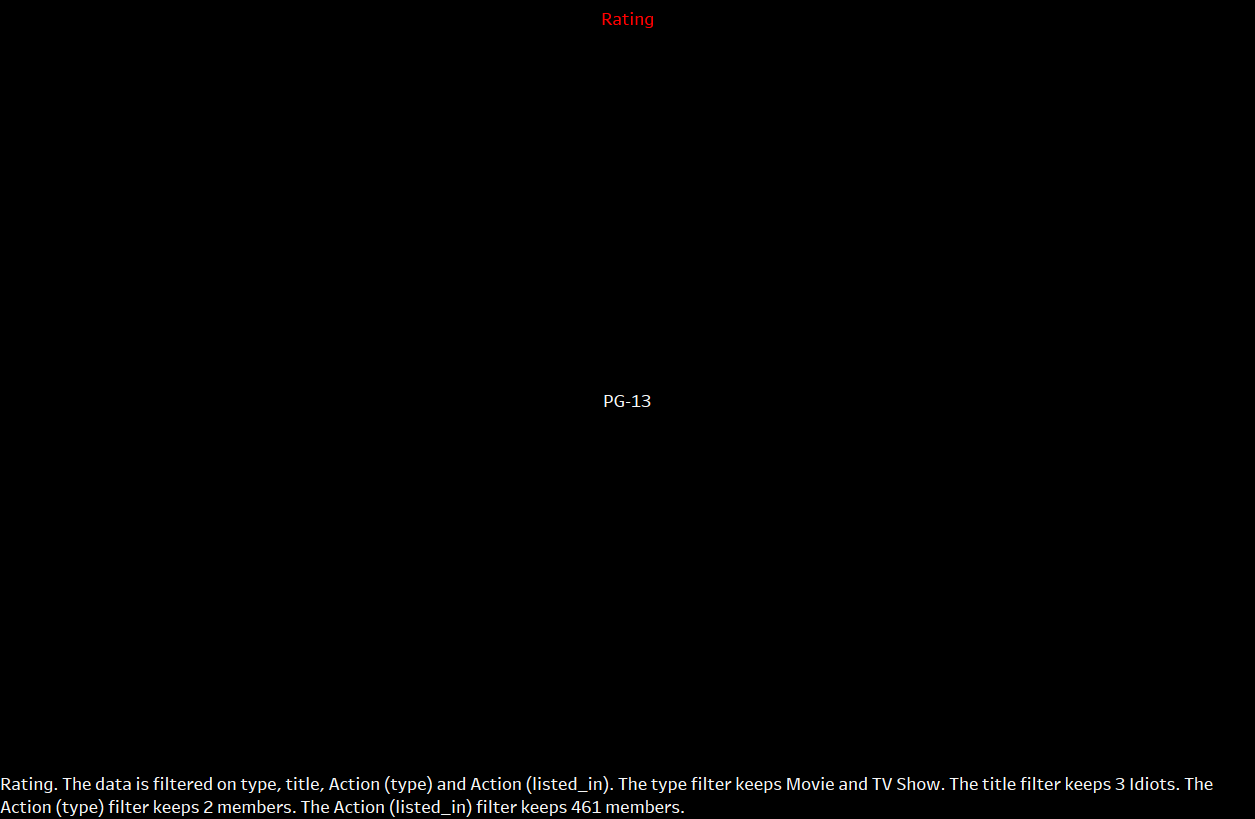 Rating
PG-13
Rating. The data is filtered on type, title, Action (type) and Action (listed_in). The type filter keeps Movie and TV Show. The title filter keeps 3 Idiots. The
Action (type) filter keeps 2 members. The Action (listed_in) filter keeps 461 members.